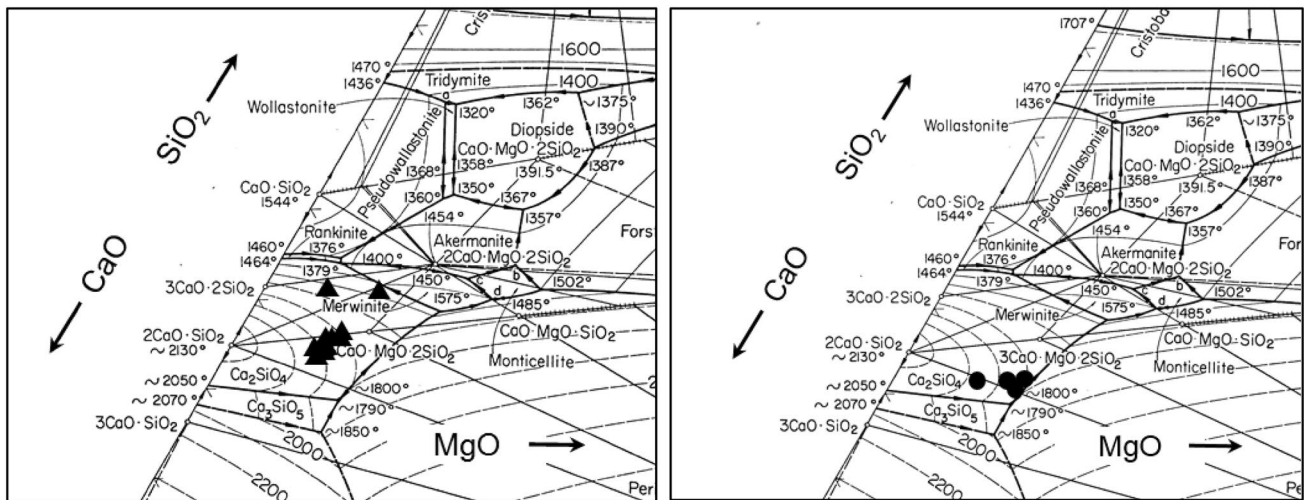 Cristo
1600
1470°
1436°
Tridymite
1400
a
Wollastonite
1320°
1362°
~1375°
SiO₂
Pseudowallastonite
Diopside
1390°
CaO·MgO·2SiO₂
1368°
1358°
1391.5°
1387°
CaO·SiO₂
1544°
1360°
1350°
1367°
1454°
1357°
Rankinite
Akermanite
Fors
1460°
1376°
2CaO·MgO·2SiO₂
1464°
1400°
b
CaO
1379°
1450°
c
1502°
3CaO·2SiO₂
d
1575°
1485°
Merwinite
CaO·MgO·SiO₂
2CaO·SiO₂
~2130°
CaO·MgO·2SiO₂
Monticellite
~2050°
Ca₂SiO₄
~1800°
2
~2070°
Ca₃SiO₅
~1790°
3CaO·SiO₂
~1850°
2000
MgO
2200
Per
1707°
Cristoba
1600
1470°
1436°
Tridymite
1400
a
Wollastonite
1320°
1362°
~1375°
SiO₂
Pseudowallastonite
Diopside
1390°
CaO·MgO·2SiO₂
1368°
1358°
1391.5°
1387°
CaO·SiO₂
1544°
1360°
1350°
1367°
1454°
1357°
Rankinite
Akermanite
For
1460°
1376°
2CaO·MgO·2SiO₂
1464°
1400°
b
CaO
1379°
1450°
c
1502°
3CaO·2SiO₂
d
1575°
1485°
Merwinite
CaO·MgO·SiO₂
2CaO·SiO₂
~2130°
3CaO·MgO·2SiO₂
Monticellite
~2050°
Ca₂SiO₄
~1800°
~2070°
Ca₃SiO₅
~1790°
3CaO·SiO₂
~1850°
2000
MgO
2200
Pe